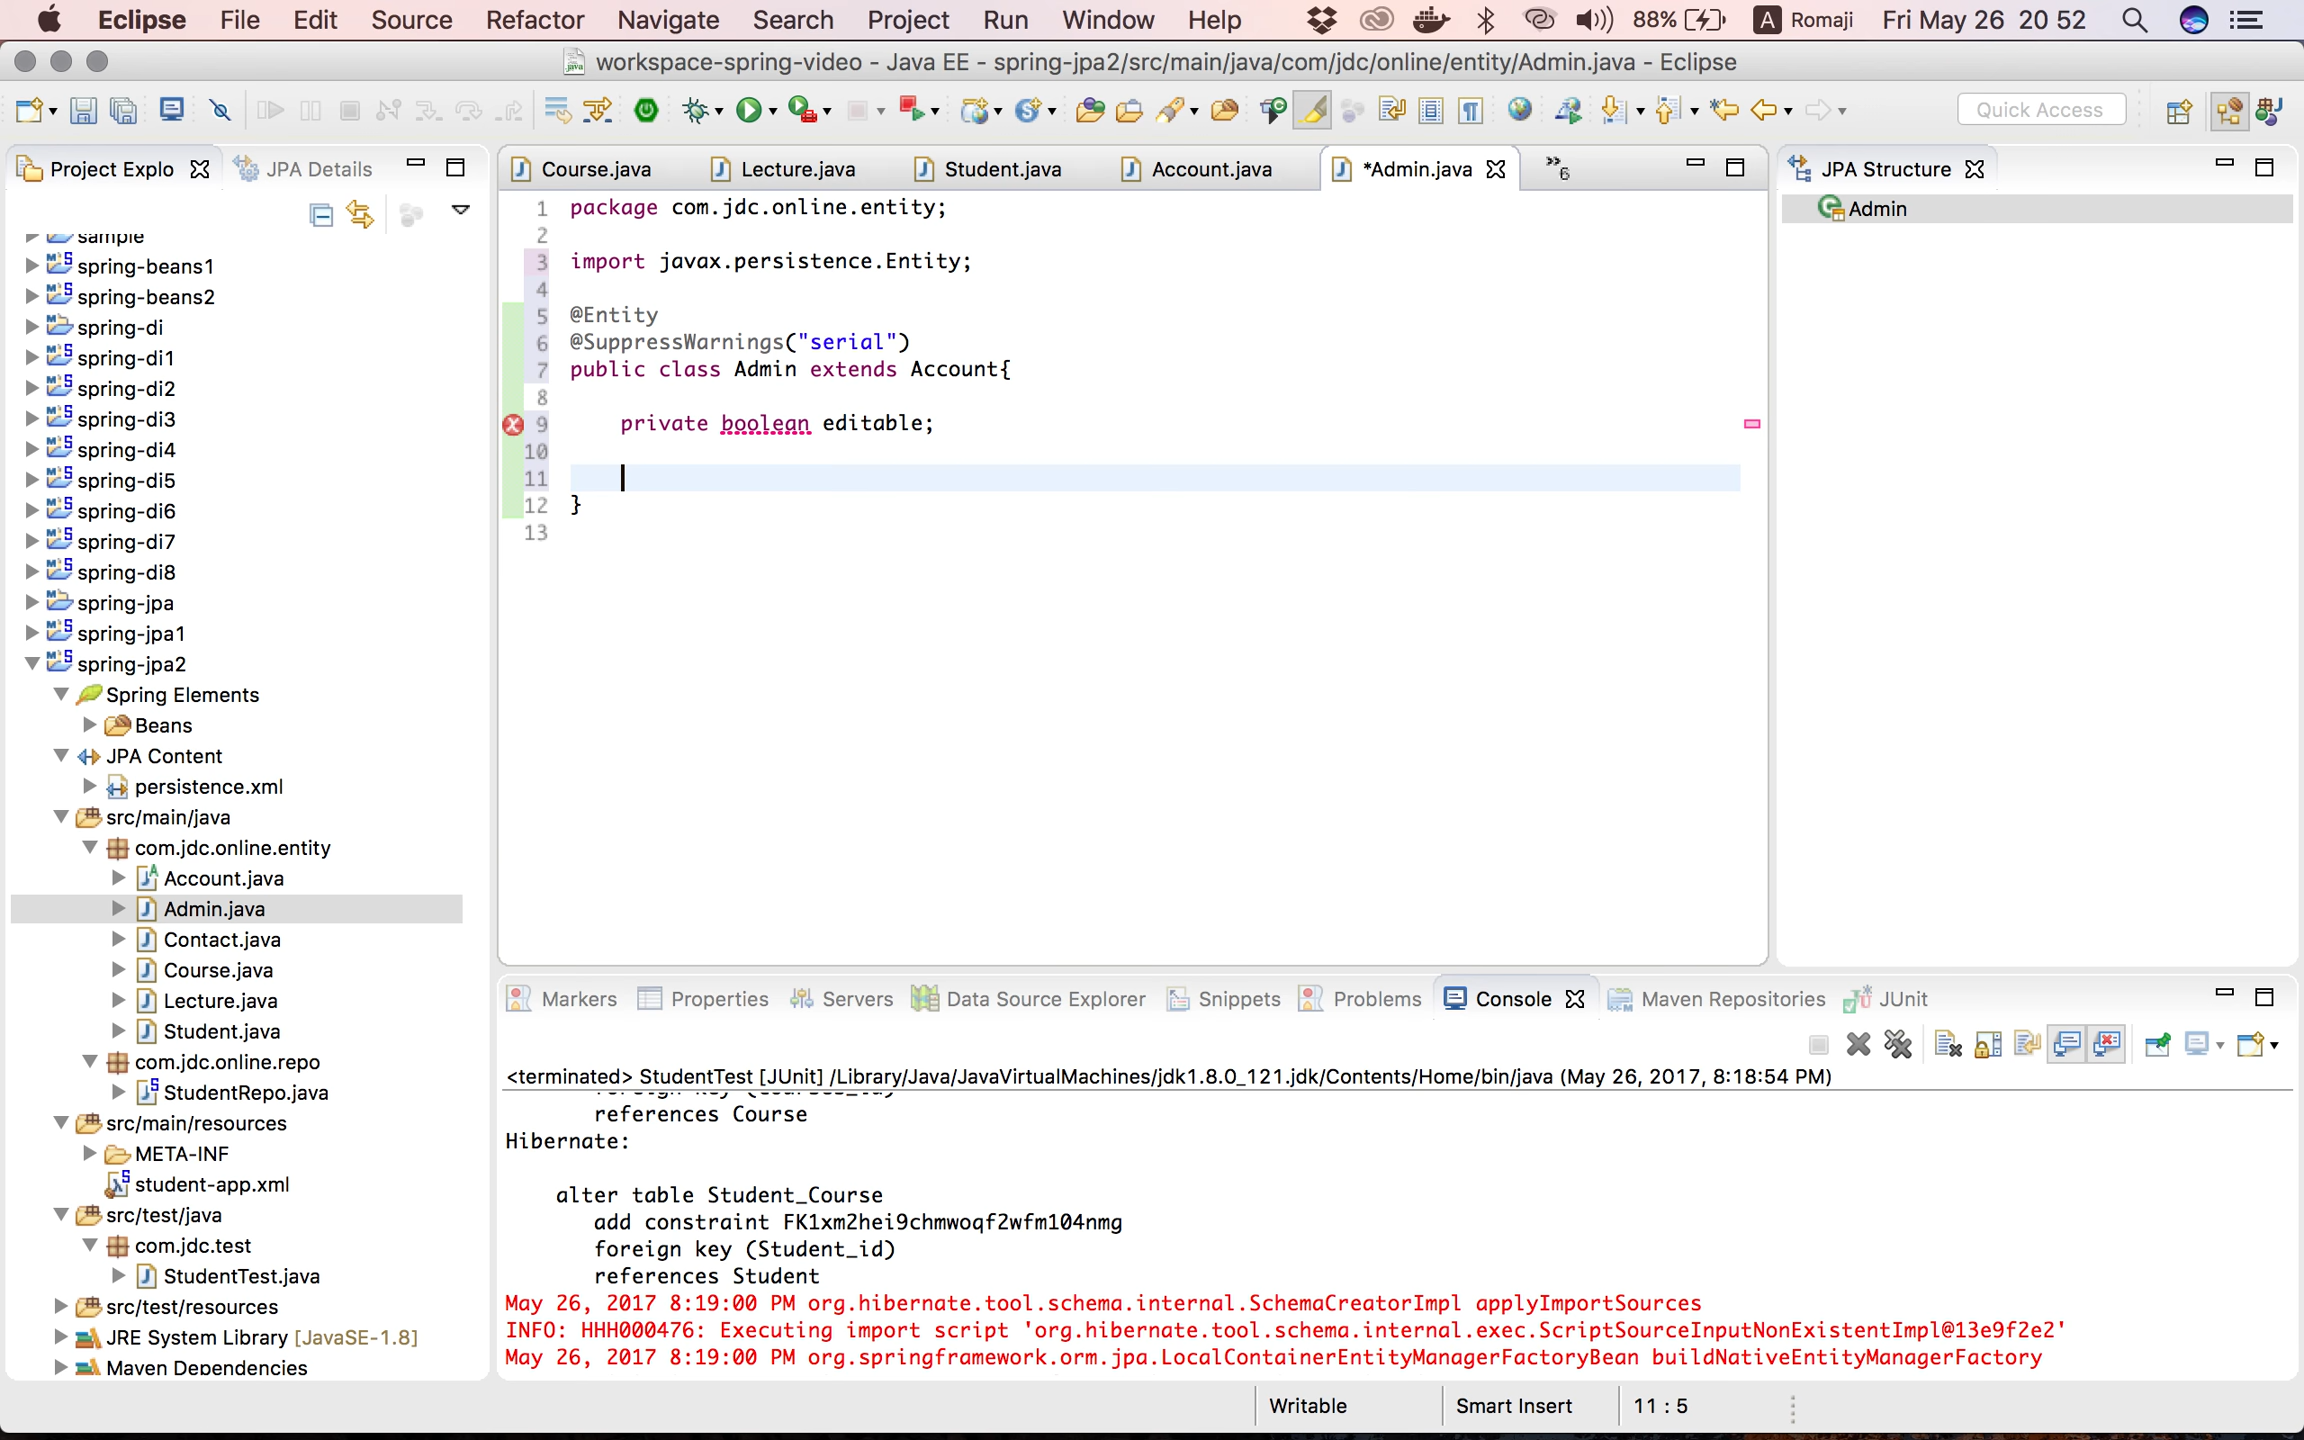 Eclipse File Edit Source Refactor Navigate Search Project Run Window Help 88% A Romaji Fri May 26 20 52
workspace-spring-video - Java EE - spring-jpa2/src/main/java/com/jdc/online/entity/Admin.java - Eclipse
Quick Access
Project Explo JPA Details
sample
spring-beans1
spring-beans2
spring-di
spring-di1
spring-di2
spring-di3
spring-di4
spring-di5
spring-di6
spring-di7
spring-di8
spring-jpa
spring-jpa1
spring-jpa2
Spring Elements
Beans
JPA Content
persistence.xml
src/main/java
com.jdc.online.entity
Account.java
Admin.java
Contact.java
Course.java
Lecture.java
Student.java
com.jdc.online.repo
StudentRepo.java
src/main/resources
META-INF
student-app.xml
src/test/java
com.jdc.test
StudentTest.java
src/test/resources
JRE System Library [JavaSE-1.8]
Maven Dependencies
Course.java Lecture.java Student.java Account.java *Admin.java »6
1 package com.jdc.online.entity;
2
3 import javax.persistence.Entity;
4
5 @Entity
6 @SuppressWarnings("serial")
7 public class Admin extends Account{
8
9 private boolean editable;
10
11
12 }
13
JPA Structure
Admin
Markers Properties Servers Data Source Explorer Snippets Problems Console Maven Repositories JUnit
<terminated> StudentTest [JUnit] /Library/Java/JavaVirtualMachines/jdk1.8.0_121.jdk/Contents/Home/bin/java (May 26, 2017, 8:18:54 PM)
references Course
Hibernate:
alter table Student_Course
add constraint FK1xm2hei9chmwoqf2wfm104nmg
foreign key (Student_id)
references Student
May 26, 2017 8:19:00 PM org.hibernate.tool.schema.internal.SchemaCreatorImpl applyImportSources
INFO: HHH000476: Executing import script 'org.hibernate.tool.schema.internal.exec.ScriptSourceInputNonExistentImpl@13e9f2e2'
May 26, 2017 8:19:00 PM org.springframework.orm.jpa.LocalContainerEntityManagerFactoryBean buildNativeEntityManagerFactory
Writable Smart Insert 11 : 5